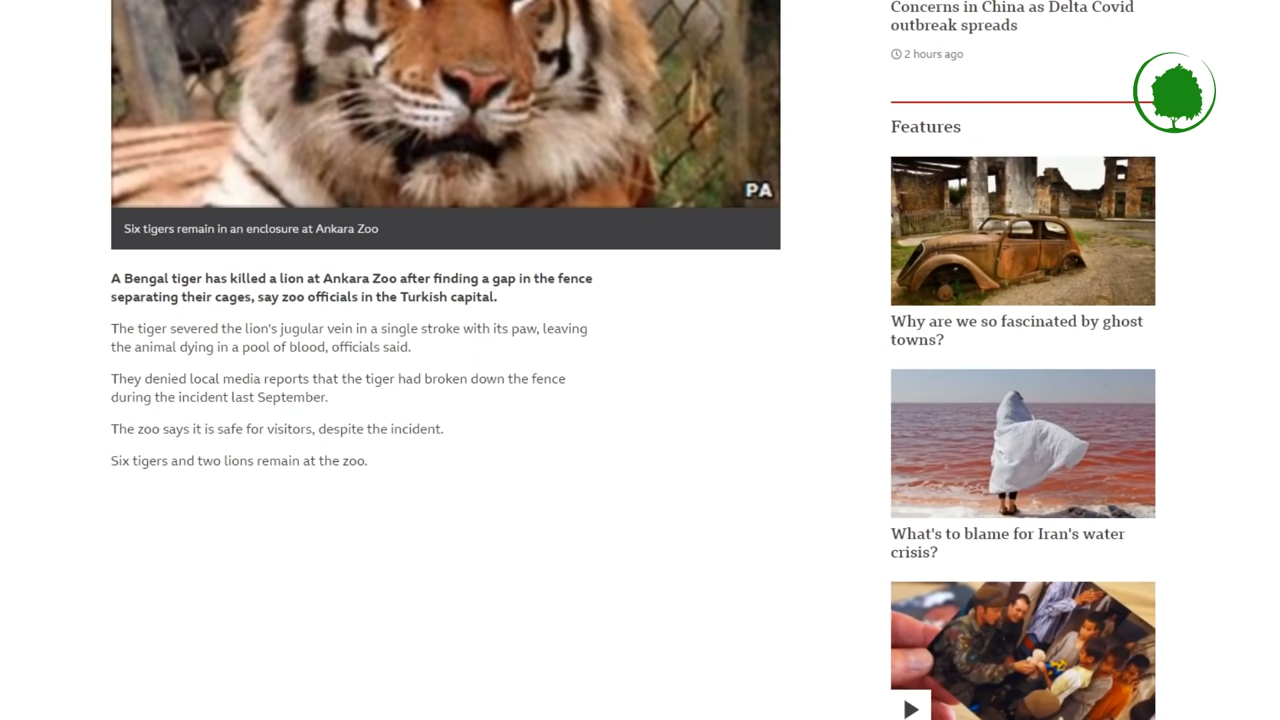 PA
Six tigers remain in an enclosure at Ankara Zoo
A Bengal tiger has killed a lion at Ankara Zoo after finding a gap in the fence
separating their cages, say zoo officials in the Turkish capital.
The tiger severed the lion's jugular vein in a single stroke with its paw, leaving
the animal dying in a pool of blood, officials said.
They denied local media reports that the tiger had broken down the fence
during the incident last September.
The zoo says it is safe for visitors, despite the incident.
Six tigers and two lions remain at the zoo.
Concerns in China as Delta Covid
outbreak spreads
2 hours ago
Features
Why are we so fascinated by ghost
towns?
What's to blame for Iran's water
crisis?